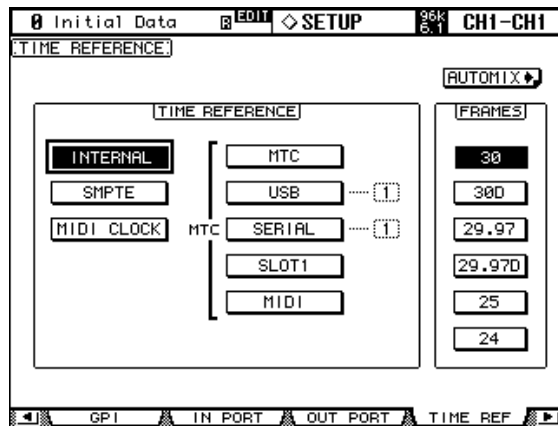 0 Initial Data B EDIT ◇SETUP 96k 6.1 CH1-CH1
TIME REFERENCE
AUTOMIX
TIME REFERENCE FRAMES
INTERNAL MTC 30
SMPTE USB 1 30D
MIDI CLOCK MTC SERIAL 1 29.97
SLOT1 29.97D
MIDI 25
24
GPI IN PORT OUT PORT TIME REF